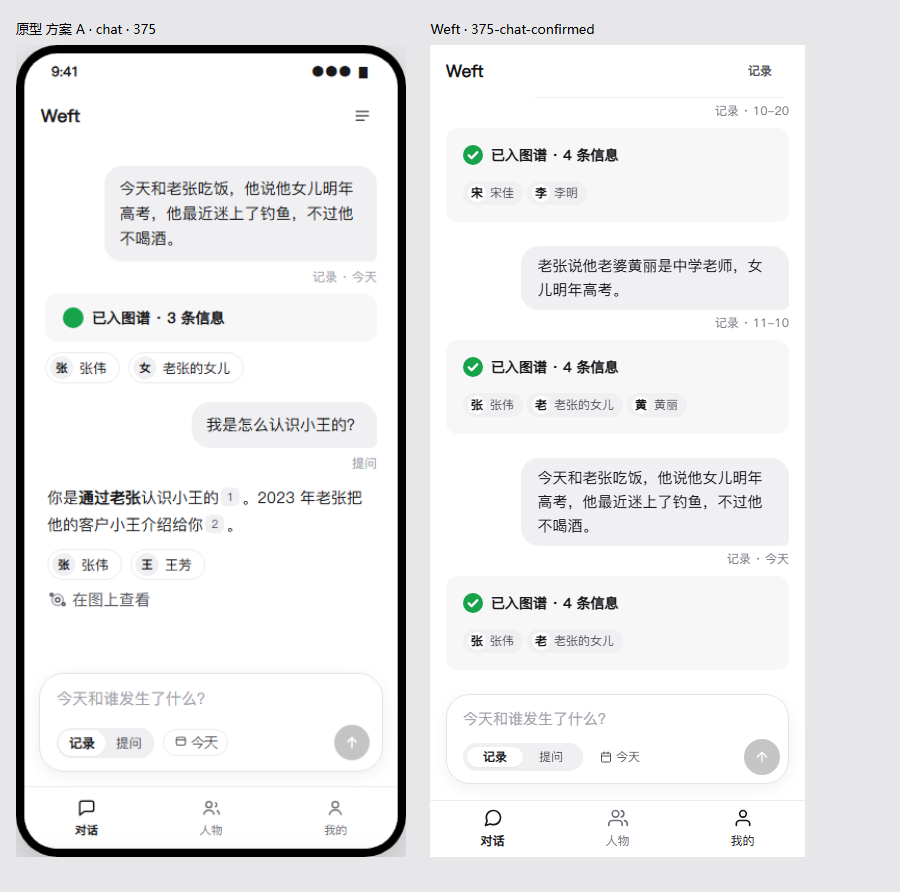 原型 方案 A · chat · 375
9:41
Weft
今天和老张吃饭，他说他女儿明年
高考，他最近迷上了钓鱼，不过他
不喝酒。
记录 · 今天
已入图谱 · 3 条信息
张 张伟
女 老张的女儿
我是怎么认识小王的?
提问
你是通过老张认识小王的 1 。2023 年老张把
他的客户小王介绍给你 2 。
张 张伟
王 王芳
在图上查看
今天和谁发生了什么?
记录
提问
今天
对话
人物
我的
Weft · 375-chat-confirmed
Weft
记录
记录 · 10-20
已入图谱 · 4 条信息
宋 宋佳
李 李明
老张说他老婆黄丽是中学老师，女
儿明年高考。
记录 · 11-10
已入图谱 · 4 条信息
张 张伟
老 老张的女儿
黄 黄丽
今天和老张吃饭，他说他女儿明年
高考，他最近迷上了钓鱼，不过他
不喝酒。
记录 · 今天
已入图谱 · 4 条信息
张 张伟
老 老张的女儿
今天和谁发生了什么?
记录
提问
今天
对话
人物
我的